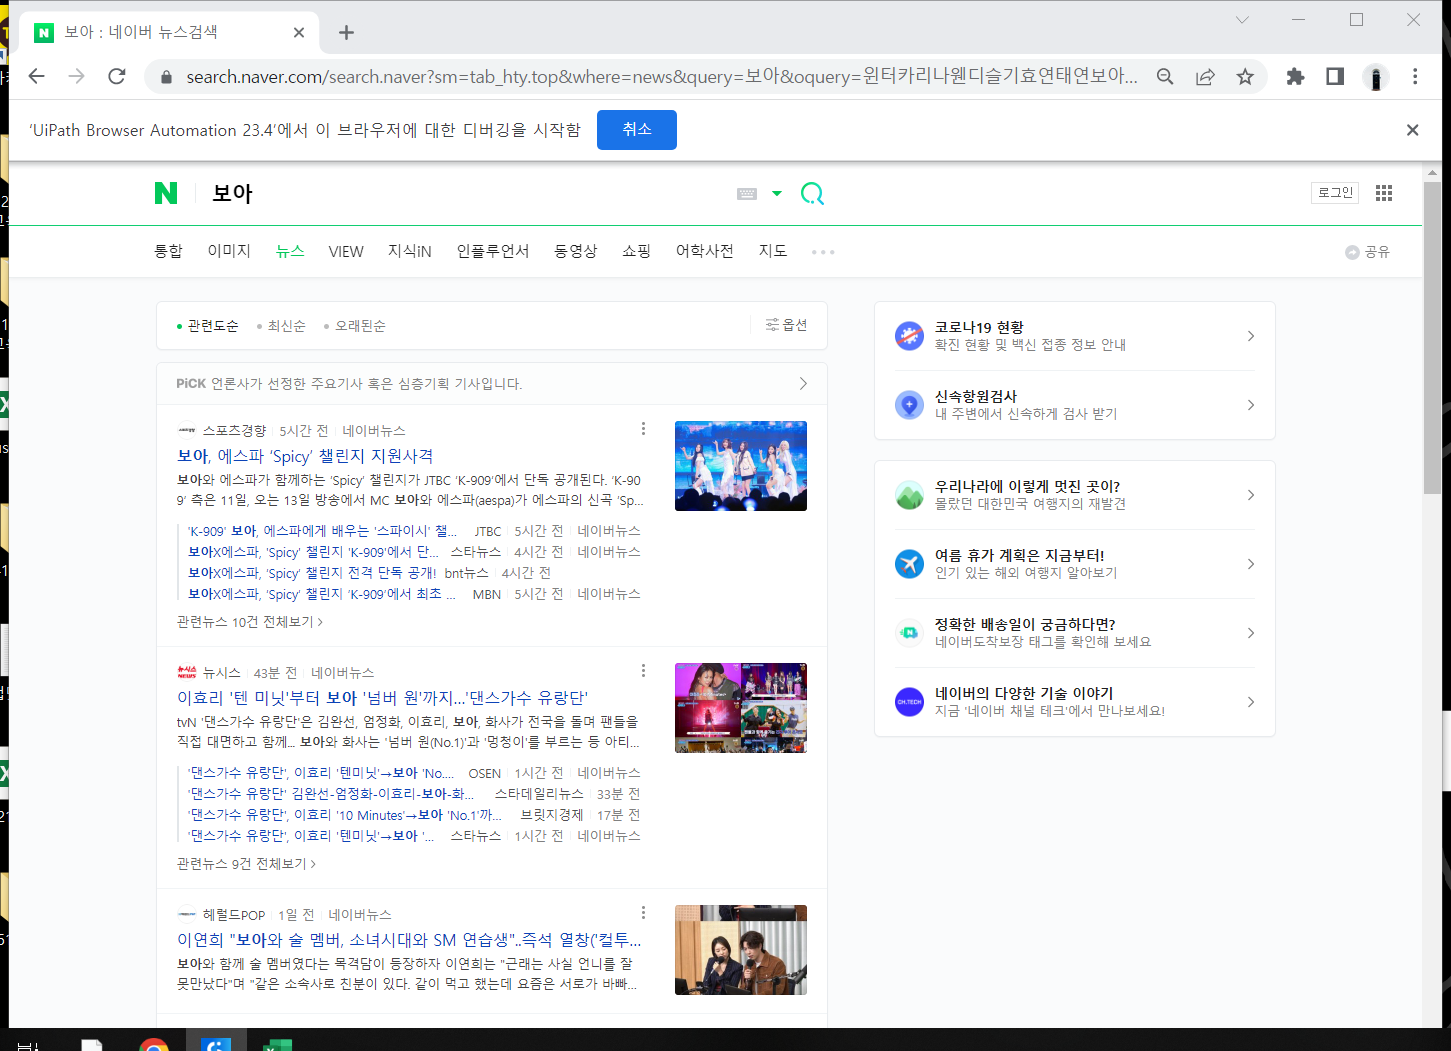 보아 : 네이버 뉴스검색
search.naver.com/search.naver?sm=tab_hty.top&where=news&query=보아&oquery=윈터카리나웬디슬기효연태연보아...
'UiPath Browser Automation 23.4'에서 이 브라우저에 대한 디버깅을 시작함 취소
N 보아
로그인
통합 이미지 뉴스 VIEW 지식iN 인플루언서 동영상 쇼핑 어학사전 지도
공유
관련도순 최신순 오래된순 옵션
PiCK 언론사가 선정한 주요기사 혹은 심층기획 기사입니다.
스포츠경향 5시간 전 네이버뉴스
보아, 에스파 ‘Spicy’ 챌린지 지원사격
보아와 에스파가 함께하는 ‘Spicy’ 챌린지가 JTBC ‘K-909’에서 단독 공개된다. ‘K-90
9’ 측은 11일, 오는 13일 방송에서 MC 보아와 에스파(aespa)가 에스파의 신곡 ‘Sp...
'K-909' 보아, 에스파에게 배우는 '스파이시' 챌... JTBC 5시간 전 네이버뉴스
보아X에스파, 'Spicy' 챌린지 'K-909'에서 단... 스타뉴스 4시간 전 네이버뉴스
보아X에스파, 'Spicy' 챌린지 전격 단독 공개! bnt뉴스 4시간 전
보아X에스파, ‘Spicy’ 챌린지 ‘K-909’에서 최초 ... MBN 5시간 전 네이버뉴스
관련뉴스 10건 전체보기
뉴시스 NEWS 뉴시스 43분 전 네이버뉴스
이효리 '텐 미닛'부터 보아 '넘버 원'까지…'댄스가수 유랑단'
tvN '댄스가수 유랑단'은 김완선, 엄정화, 이효리, 보아, 화사가 전국을 돌며 팬들을
직접 대면하고 함께... 보아와 화사는 '넘버 원(No.1)'과 '멍청이'를 부르는 등 아티...
'댄스가수 유랑단', 이효리 '텐미닛'→보아 'No.... OSEN 1시간 전 네이버뉴스
'댄스가수 유랑단' 김완선-엄정화-이효리-보아-화... 스타데일리뉴스 33분 전
'댄스가수 유랑단', 이효리 '10 Minutes'→보아 'No.1'까... 브릿지경제 17분 전
'댄스가수 유랑단', 이효리 '텐미닛'→보아 '... 스타뉴스 1시간 전 네이버뉴스
관련뉴스 9건 전체보기
헤럴드POP 1일 전 네이버뉴스
이연희 "보아와 술 멤버, 소녀시대와 SM 연습생"..즉석 열창('컬투...
보아와 함께 술 멤버였다는 목격담이 등장하자 이연희는 "근래는 사실 언니를 잘
못만났다"며 "같은 소속사로 친분이 있다. 같이 먹고 했는데 요즘은 서로가 바빠...
코로나19 현황
확진 현황 및 백신 접종 정보 안내
신속항원검사
내 주변에서 신속하게 검사 받기
우리나라에 이렇게 멋진 곳이?
몰랐던 대한민국 여행지의 재발견
여름 휴가 계획은 지금부터!
인기 있는 해외 여행지 알아보기
정확한 배송일이 궁금하다면?
네이버도착보장 태그를 확인해 보세요
CH.TECH
네이버의 다양한 기술 이야기
지금 '네이버 채널 테크'에서 만나보세요!